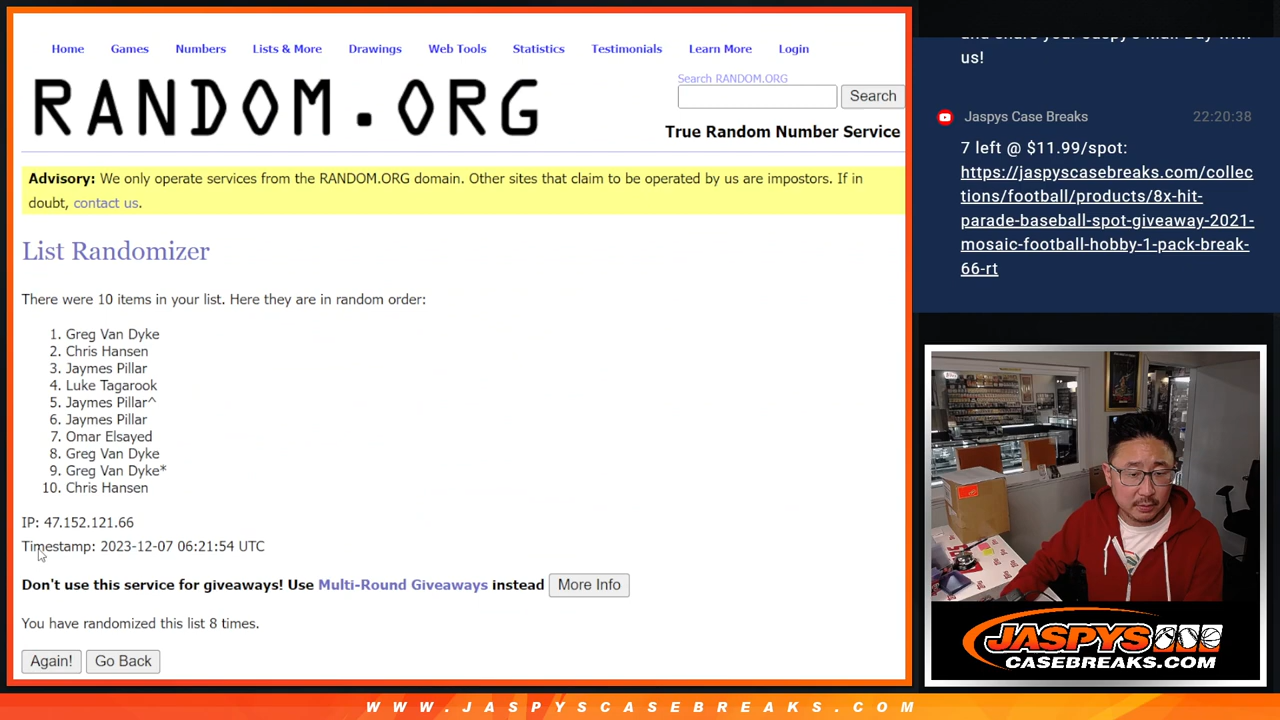 Home Games Numbers Lists & More Drawings Web Tools Statistics Testimonials Learn More Login
RANDOM.ORG
Search RANDOM.ORG
Search
True Random Number Service
Advisory: We only operate services from the RANDOM.ORG domain. Other sites that claim to be operated by us are impostors. If in
doubt, contact us.
List Randomizer
There were 10 items in your list. Here they are in random order:
1. Greg Van Dyke
2. Chris Hansen
3. Jaymes Pillar
4. Luke Tagarook
5. Jaymes Pillar^
6. Jaymes Pillar
7. Omar Elsayed
8. Greg Van Dyke
9. Greg Van Dyke*
10. Chris Hansen
IP: 47.152.121.66
Timestamp: 2023-12-07 06:21:54 UTC
Don't use this service for giveaways! Use Multi-Round Giveaways instead More Info
You have randomized this list 8 times.
Again! Go Back
us!
Jaspys Case Breaks 22:20:38
7 left @ $11.99/spot:
https://jaspyscasebreaks.com/collec
tions/football/products/8x-hit-
parade-baseball-spot-giveaway-2021-
mosaic-football-hobby-1-pack-break-
66-rt
JASPYS
CASEBREAKS.COM
WWW.JASPYSCASEBREAKS.COM